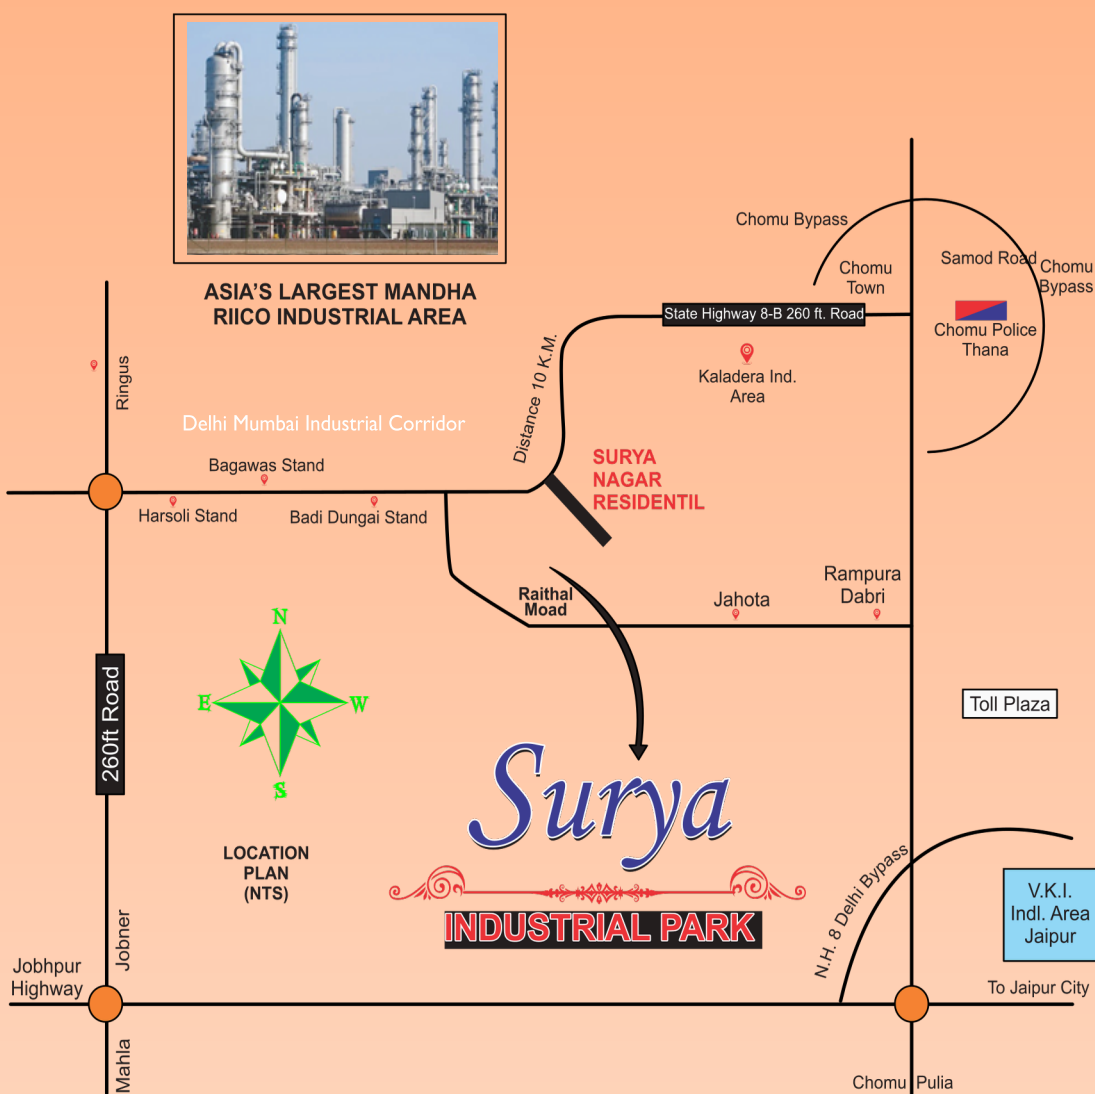 ASIA'S LARGEST MANDHA
RIICO INDUSTRIAL AREA
Chomu Bypass
Chomu
Town
Samod Road
Chomu
Bypass
State Highway 8-B 260 ft. Road
Chomu Police
Thana
Kaladera Ind.
Area
Distance 10 K.M.
Ringus
Delhi Mumbai Industrial Corridor
Bagawas Stand
Harsoli Stand
Badi Dungai Stand
SURYA
NAGAR
RESIDENTIL
Raithal
Moad
Jahota
Rampura
Dabri
N
E
W
S
260ft Road
Toll Plaza
Surya
INDUSTRIAL PARK
LOCATION
PLAN
(NTS)
N.H. 8 Delhi Bypass
V.K.I.
Indl. Area
Jaipur
Jobner
Jobhpur
Highway
To Jaipur City
Mahla
Chomu Pulia